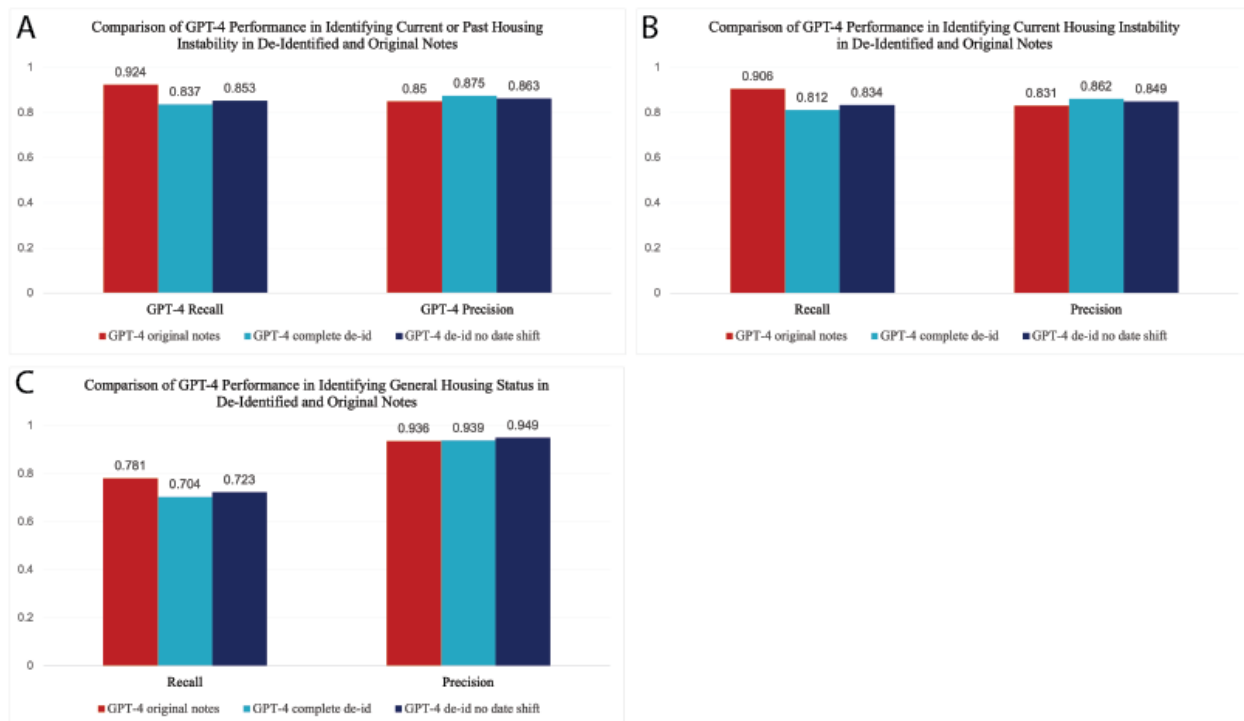 A
Comparison of GPT-4 Performance in Identifying Current or Past Housing
Instability in De-Identified and Original Notes
1
0.8
0.6
0.4
0.2
0
0.924
0.837
0.853
0.85
0.875
0.863
GPT-4 Recall
GPT-4 Precision
GPT-4 original notes
GPT-4 complete de-id
GPT-4 de-id no date shift
B
Comparison of GPT-4 Performance in Identifying Current Housing Instability
in De-Identified and Original Notes
1
0.8
0.6
0.4
0.2
0
0.906
0.812
0.834
0.831
0.862
0.849
Recall
Precision
GPT-4 original notes
GPT-4 complete de-id
GPT-4 de-id no date shift
C
Comparison of GPT-4 Performance in Identifying General Housing Status in
De-Identified and Original Notes
1
0.8
0.6
0.4
0.2
0
0.781
0.704
0.723
0.936
0.939
0.949
Recall
Precision
GPT-4 original notes
GPT-4 complete de-id
GPT-4 de-id no date shift